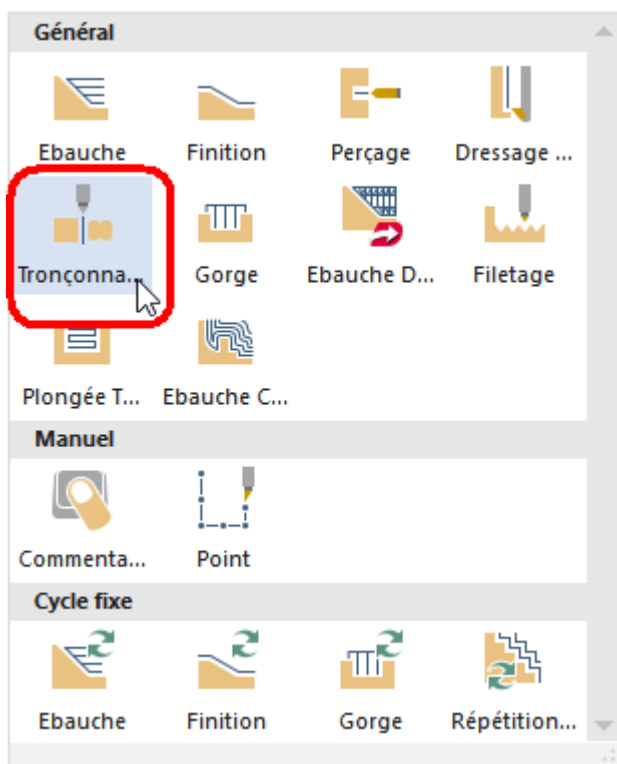 Général
Ebauche Finition Perçage Dressage ...
Tronçonna... Gorge Ebauche D... Filetage
Plongée T... Ebauche C...
Manuel
Commenta... Point
Cycle fixe
Ebauche Finition Gorge Répétition...